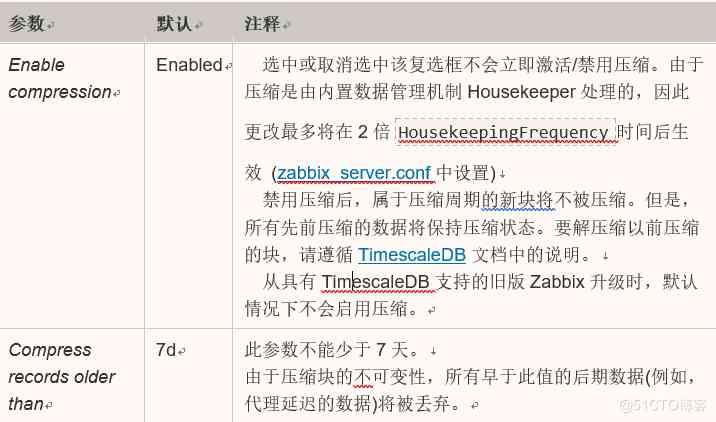 参数 默认 注释
Enable Enabled 选中或取消选中该复选框不会立即激活/禁用压缩。由于
compression 压缩是由内置数据管理机制 Housekeeper 处理的，因此
更改最多将在 2 倍 HousekeepingFrequency 时间后生
效 (zabbix_server.conf 中设置)
禁用压缩后，属于压缩周期的新块将不被压缩。但是，
所有先前压缩的数据将保持压缩状态。要解压缩以前压缩
的块，请遵循 TimescaleDB 文档中的说明。
从具有 TimescaleDB 支持的旧版 Zabbix 升级时，默认
情况下不会启用压缩。
Compress 7d 此参数不能少于 7 天。
records older 由于压缩块的不可变性，所有早于此值的后期数据(例如，
than 代理延迟的数据)将被丢弃。
@51CTO博客